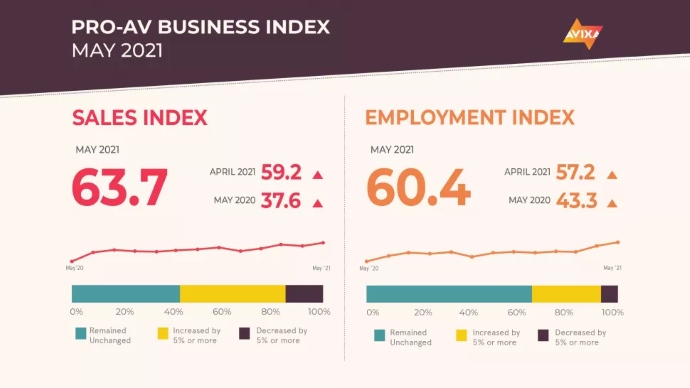 PRO-AV BUSINESS INDEX
MAY 2021
AVIXA
SALES INDEX
MAY 2021
63.7
APRIL 2021 59.2
MAY 2020 37.6
May '20
May '21
0% 20% 40% 60% 80% 100%
Remained
Unchanged
Increased by
5% or more
Decreased by
5% or more
EMPLOYMENT INDEX
MAY 2021
60.4
APRIL 2021 57.2
MAY 2020 43.3
May '20
May '21
0% 20% 40% 60% 80% 100%
Remained
Unchanged
Increased by
5% or more
Decreased by
5% or more